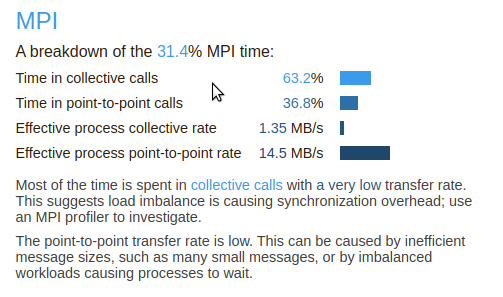 MPI
A breakdown of the 31.4% MPI time:
Time in collective calls 63.2%
Time in point-to-point calls 36.8%
Effective process collective rate 1.35 MB/s
Effective process point-to-point rate 14.5 MB/s
Most of the time is spent in collective calls with a very low transfer rate.
This suggests load imbalance is causing synchronization overhead; use
an MPI profiler to investigate.
The point-to-point transfer rate is low. This can be caused by inefficient
message sizes, such as many small messages, or by imbalanced
workloads causing processes to wait.